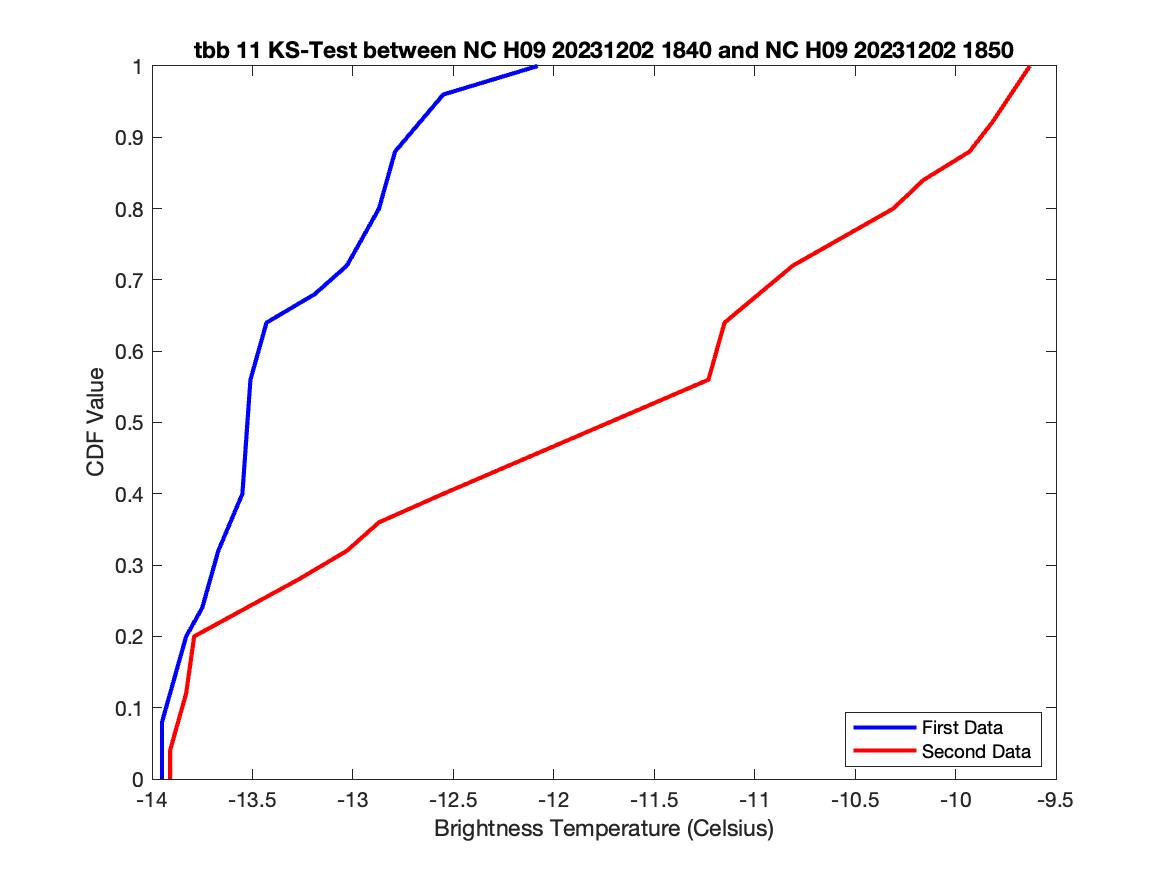 tbb 11 KS-Test between NC H09 20231202 1840 and NC H09 20231202 1850
1
0.9
0.8
0.7
0.6
0.5
0.4
0.3
0.2
0.1
0
CDF Value
First Data
Second Data
-14 -13.5 -13 -12.5 -12 -11.5 -11 -10.5 -10 -9.5
Brightness Temperature (Celsius)